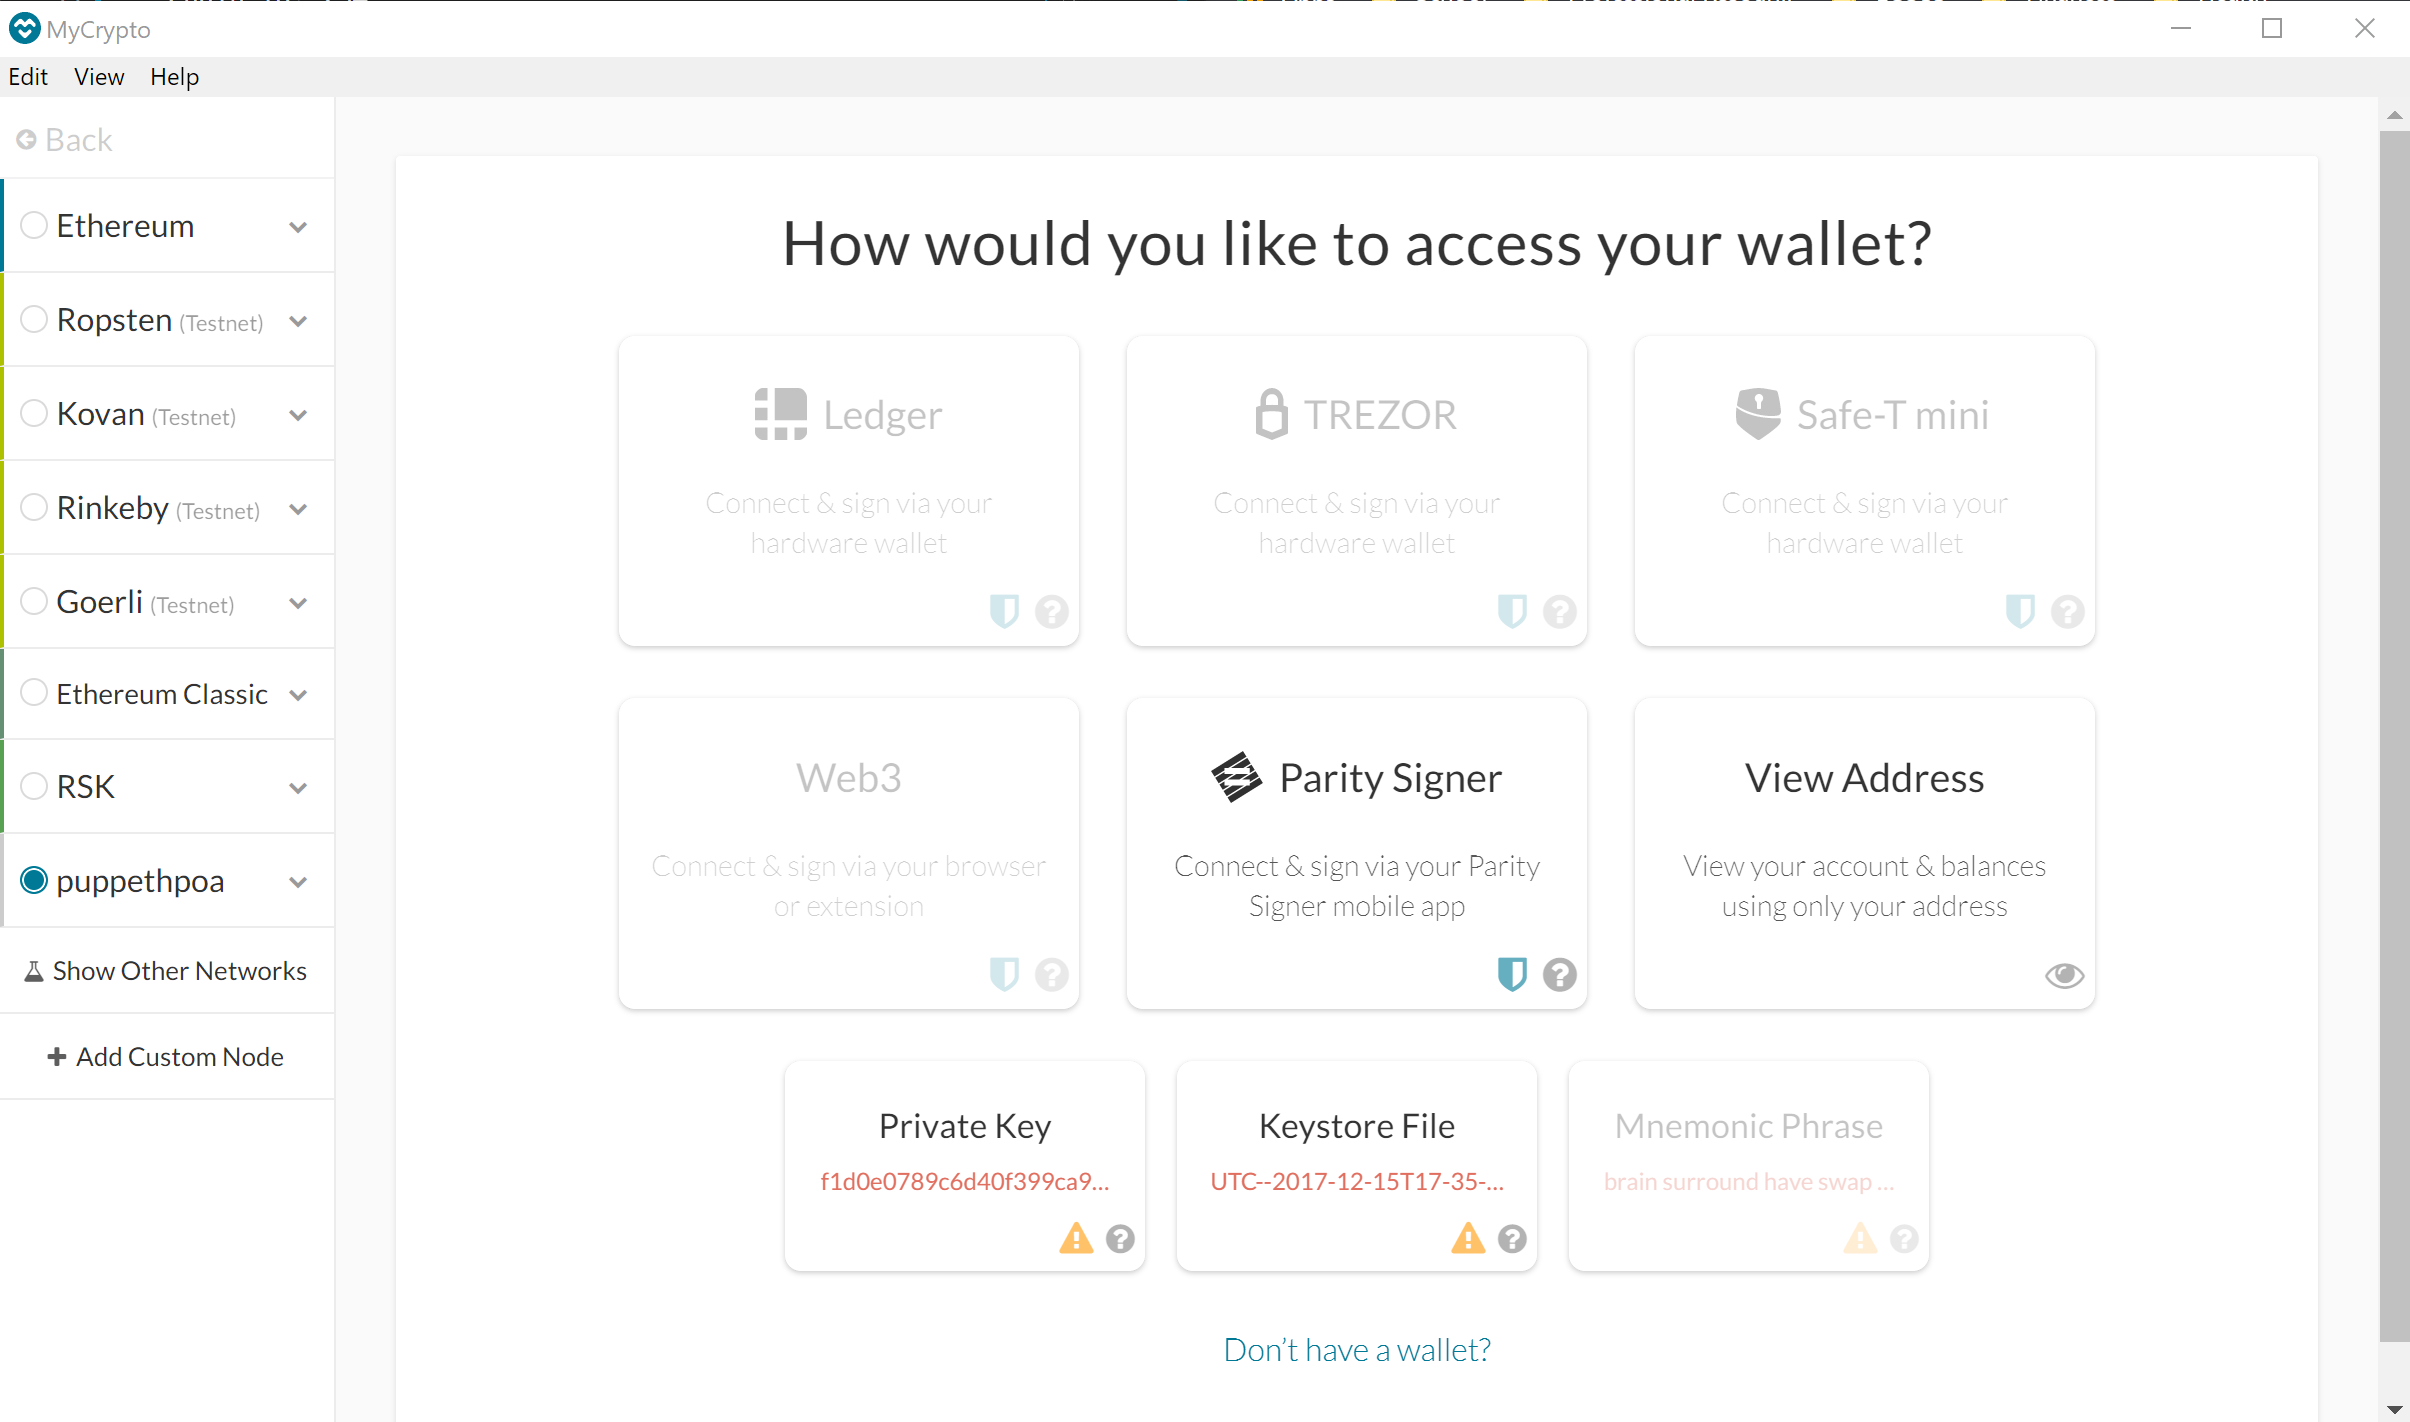 MyCrypto
Edit View Help
Back
Ethereum
Ropsten (Testnet)
Kovan (Testnet)
Rinkeby (Testnet)
Goerli (Testnet)
Ethereum Classic
RSK
puppethpoa
Show Other Networks
Add Custom Node
How would you like to access your wallet?
Ledger
Connect & sign via your
hardware wallet
TREZOR
Connect & sign via your
hardware wallet
Safe-T mini
Connect & sign via your
hardware wallet
Web3
Connect & sign via your browser
or extension
Parity Signer
Connect & sign via your Parity
Signer mobile app
View Address
View your account & balances
using only your address
Private Key
f1d0e0789c6d40f399ca9...
Keystore File
UTC--2017-12-15T17-35-...
Mnemonic Phrase
brain surround have swap ...
Don't have a wallet?